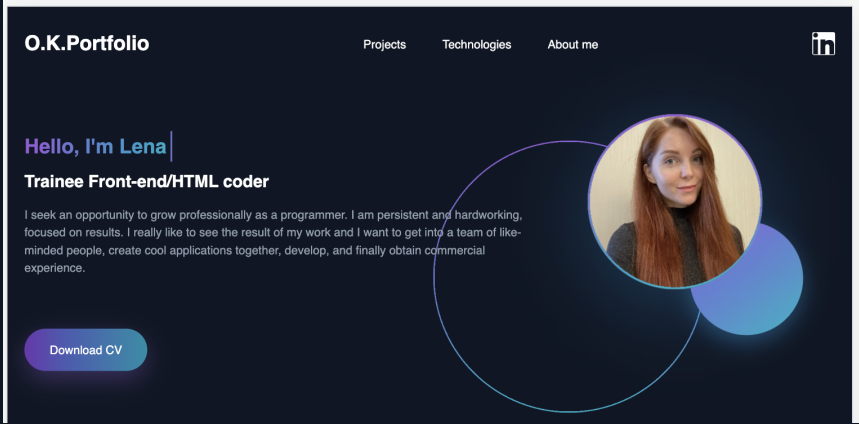 O.K.Portfolio
Projects Technologies About me
in
Hello, I'm Lena
Trainee Front-end/HTML coder
I seek an opportunity to grow professionally as a programmer. I am persistent and hardworking,
focused on results. I really like to see the result of my work and I want to get into a team of like-
minded people, create cool applications together, develop, and finally obtain commercial
experience.
Download CV